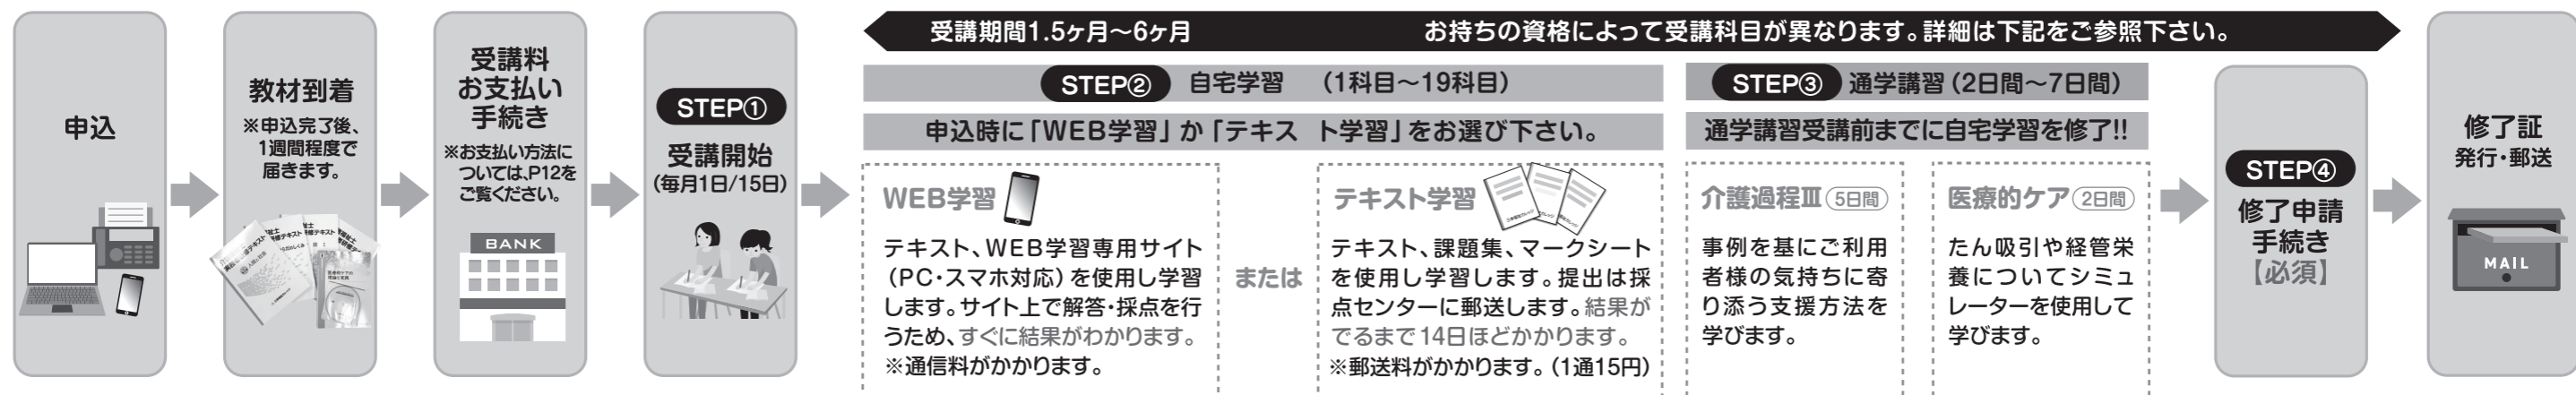 申込
教材到着
※申込完了後、
1週間程度で
届きます。
受講料
お支払い
手続き
※お支払い方法に
ついては、P12を
ご覧ください。
BANK
STEP①
受講開始
(毎月1日/15日)
受講期間1.5ヶ月～6ヶ月 お持ちの資格によって受講科目が異なります。詳細は下記をご参照下さい。
STEP② 自宅学習 (1科目～19科目)
申込時に「WEB学習」か「テキス ト学習」をお選び下さい。
WEB学習
テキスト、WEB学習専用サイト
(PC・スマホ対応)を使用し学習
します。サイト上で解答・採点を行
うため、すぐに結果がわかります。
※通信料がかかります。
または
テキスト学習
テキスト、課題集、マークシート
を使用し学習します。提出は採
点センターに郵送します。結果が
でるまで14日ほどかかります。
※郵送料がかかります。(1通15円)
STEP③ 通学講習(2日間～7日間)
通学講習受講前までに自宅学習を修了!!
介護過程Ⅲ 5日間
事例を基にご利用
者様の気持ちに寄
り添う支援方法を
学びます。
医療的ケア 2日間
たん吸引や経管栄
養についてシミュ
レーターを使用して
学びます。
STEP④
修了申請
手続き
【必須】
修了証
発行・郵送
MAIL